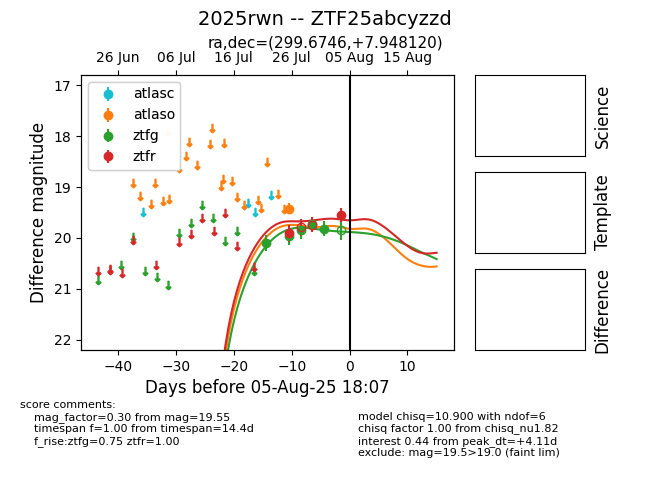 2025rwn -- ZTF25abcyzzd
ra,dec=(299.6746,+7.948120)
26 Jun 06 Jul 16 Jul 26 Jul 05 Aug 15 Aug
17
18
19
20
21
22
Difference magnitude
atlasc
atlaso
ztfg
ztfr
−40 −30 −20 −10 0 10
Days before 05-Aug-25 18:07
Science
Template
Difference
score comments:
mag_factor=0.30 from mag=19.55
timespan f=1.00 from timespan=14.4d
f_rise:ztfg=0.75 ztfr=1.00
model chisq=10.900 with ndof=6
chisq factor 1.00 from chisq_nu1.82
interest 0.44 from peak_dt=+4.11d
exclude: mag=19.5>19.0 (faint lim)